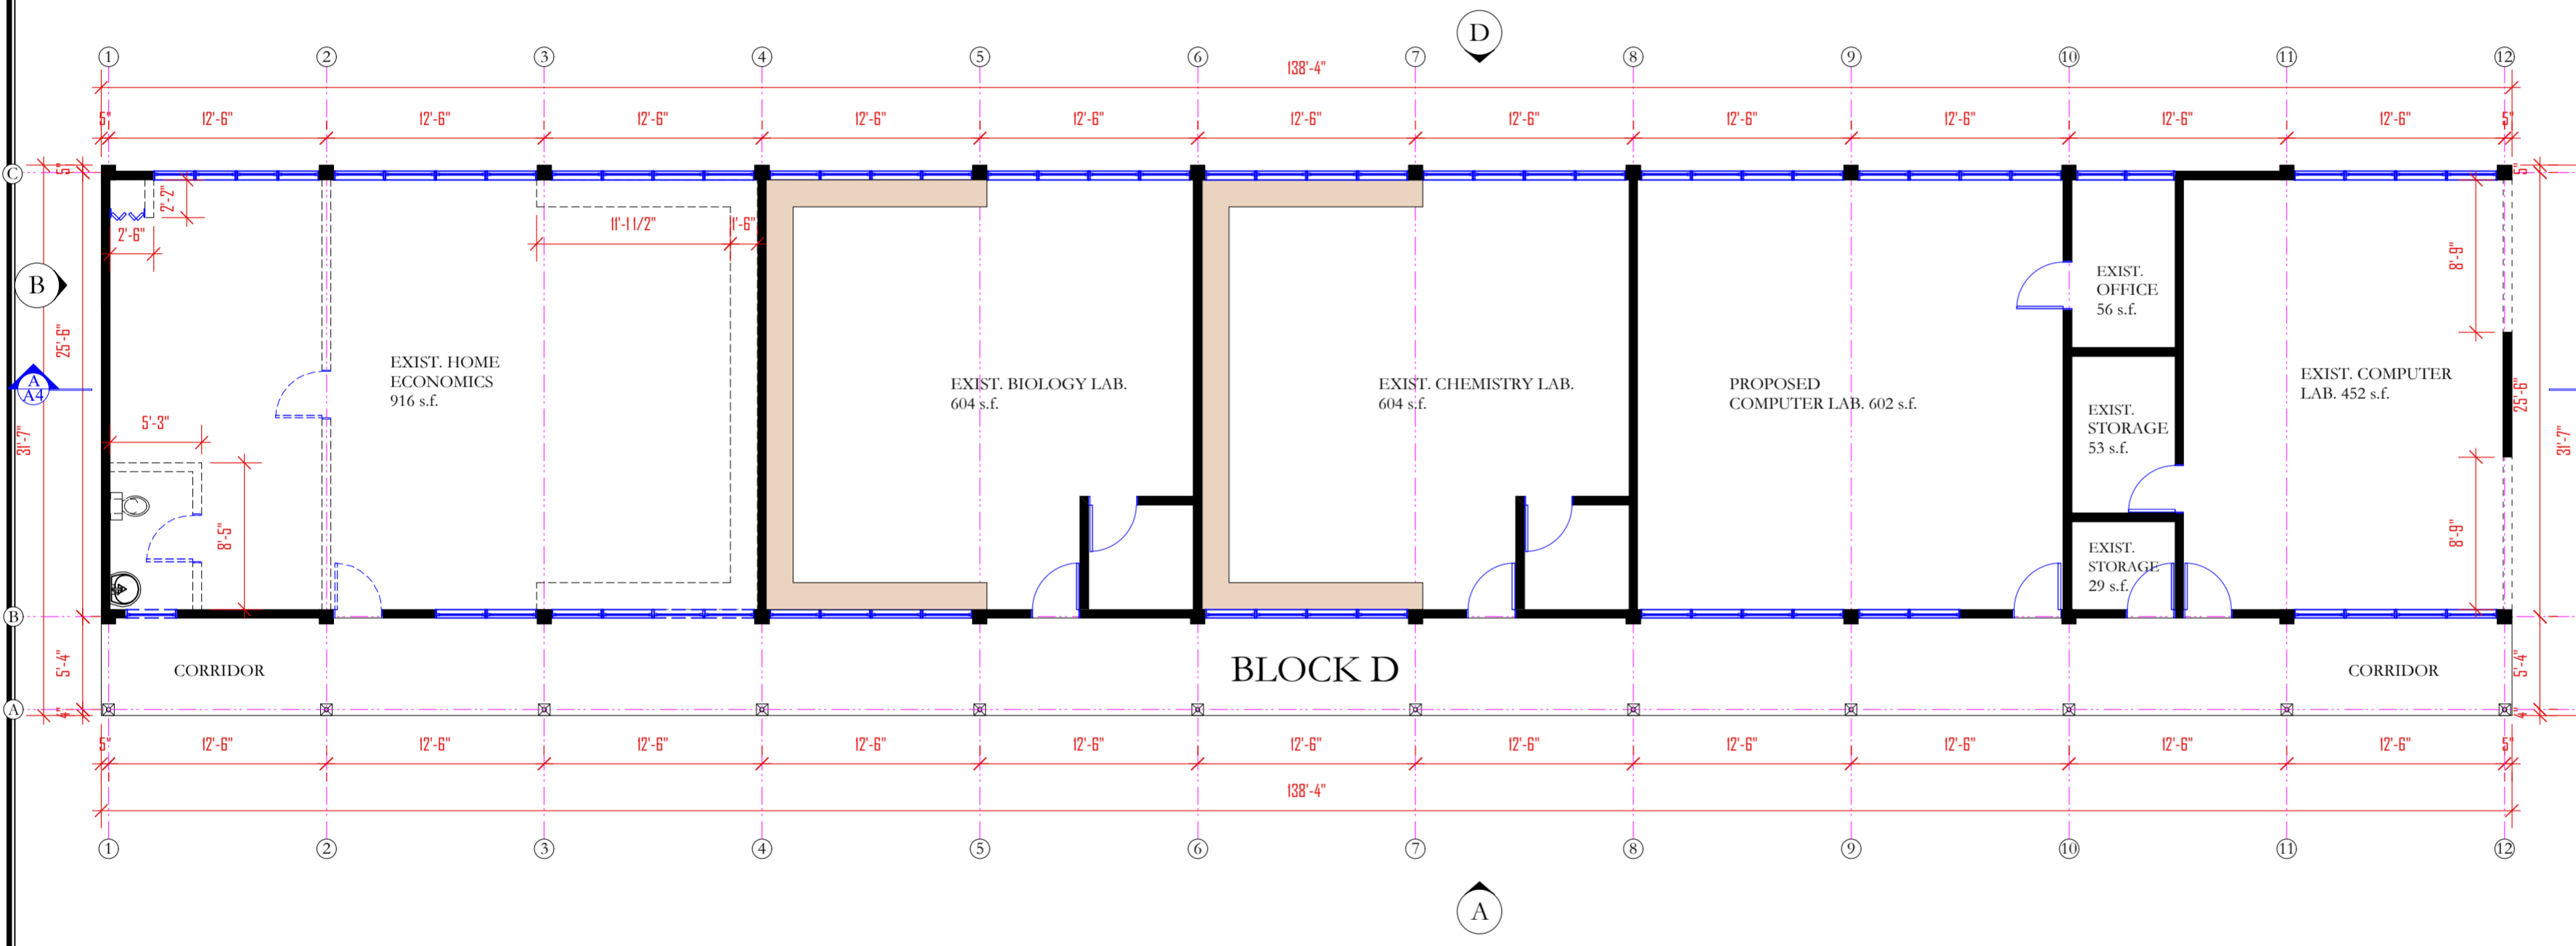 D
1 2 3 4 5 6 7 8 9 10 11 12
138'-4"
5" 12'-6" 12'-6" 12'-6" 12'-6" 12'-6" 12'-6" 12'-6" 12'-6" 12'-6" 12'-6" 12'-6" 5"
C
5"
5"
2'-2"
2'-6"
11'-1 1/2"
1'-6"
B
25'-6"
A
A4
31'-7"
EXIST. HOME
ECONOMICS
916 s.f.
5'-3"
8'-5"
EXIST. BIOLOGY LAB.
604 s.f.
EXIST. CHEMISTRY LAB.
604 s.f.
PROPOSED
COMPUTER LAB. 602 s.f.
EXIST.
OFFICE
56 s.f.
EXIST.
STORAGE
53 s.f.
EXIST.
STORAGE
29 s.f.
EXIST. COMPUTER
LAB. 452 s.f.
8'-9"
8'-9"
25'-6"
31'-7"
B
5'-4"
CORRIDOR
BLOCK D
CORRIDOR
5'-4"
A
4"
4"
5" 12'-6" 12'-6" 12'-6" 12'-6" 12'-6" 12'-6" 12'-6" 12'-6" 12'-6" 12'-6" 12'-6" 5"
138'-4"
1 2 3 4 5 6 7 8 9 10 11 12
A